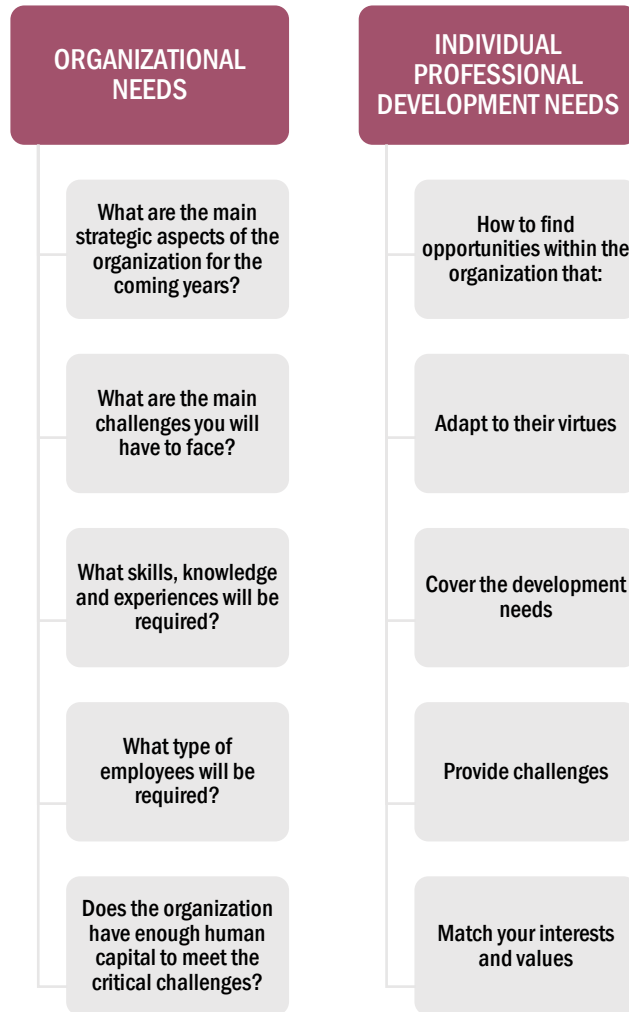 ORGANIZATIONAL
NEEDS
What are the main
strategic aspects of the
organization for the
coming years?
What are the main
challenges you will
have to face?
What skills, knowledge
and experiences will be
required?
What type of
employees will be
required?
Does the organization
have enough human
capital to meet the
critical challenges?
INDIVIDUAL
PROFESSIONAL
DEVELOPMENT NEEDS
How to find
opportunities within the
organization that:
Adapt to their virtues
Cover the development
needs
Provide challenges
Match your interests
and values